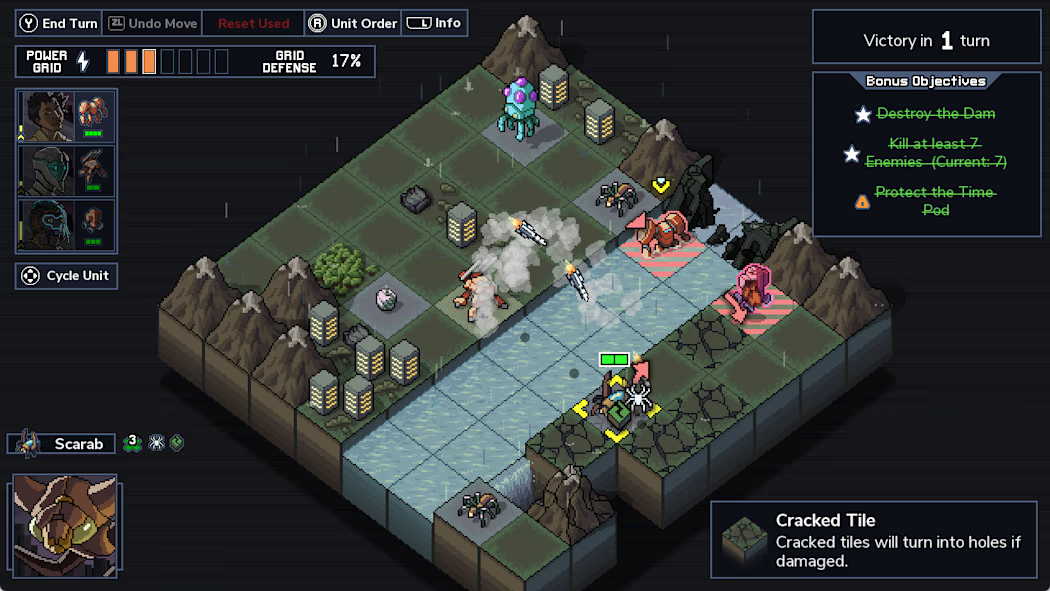 Y End Turn ZL Undo Move Reset Used R Unit Order L Info
POWER GRID GRID DEFENSE 17%
Victory in 1 turn
Bonus Objectives
Destroy the Dam
Kill at least 7
Enemies (Current: 7)
Protect the Time
Pod
Cycle Unit
Scarab 3
Cracked Tile
Cracked tiles will turn into holes if
damaged.